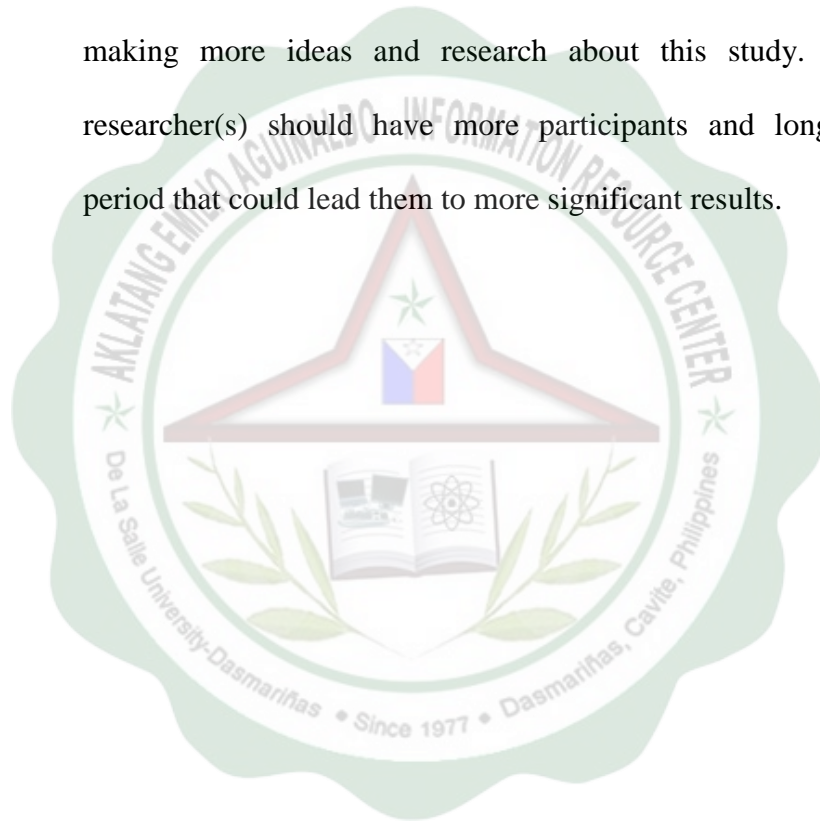 making more ideas and research about this study.
researcher(s) should have more participants and long
period that could lead them to more significant results.
AKLATANG EMILIO AGUINALDO INFORMATION RESOURCE CENTER
De La Salle University-Dasmariñas • Since 1977 • Dasmariñas, Cavite, Philippines